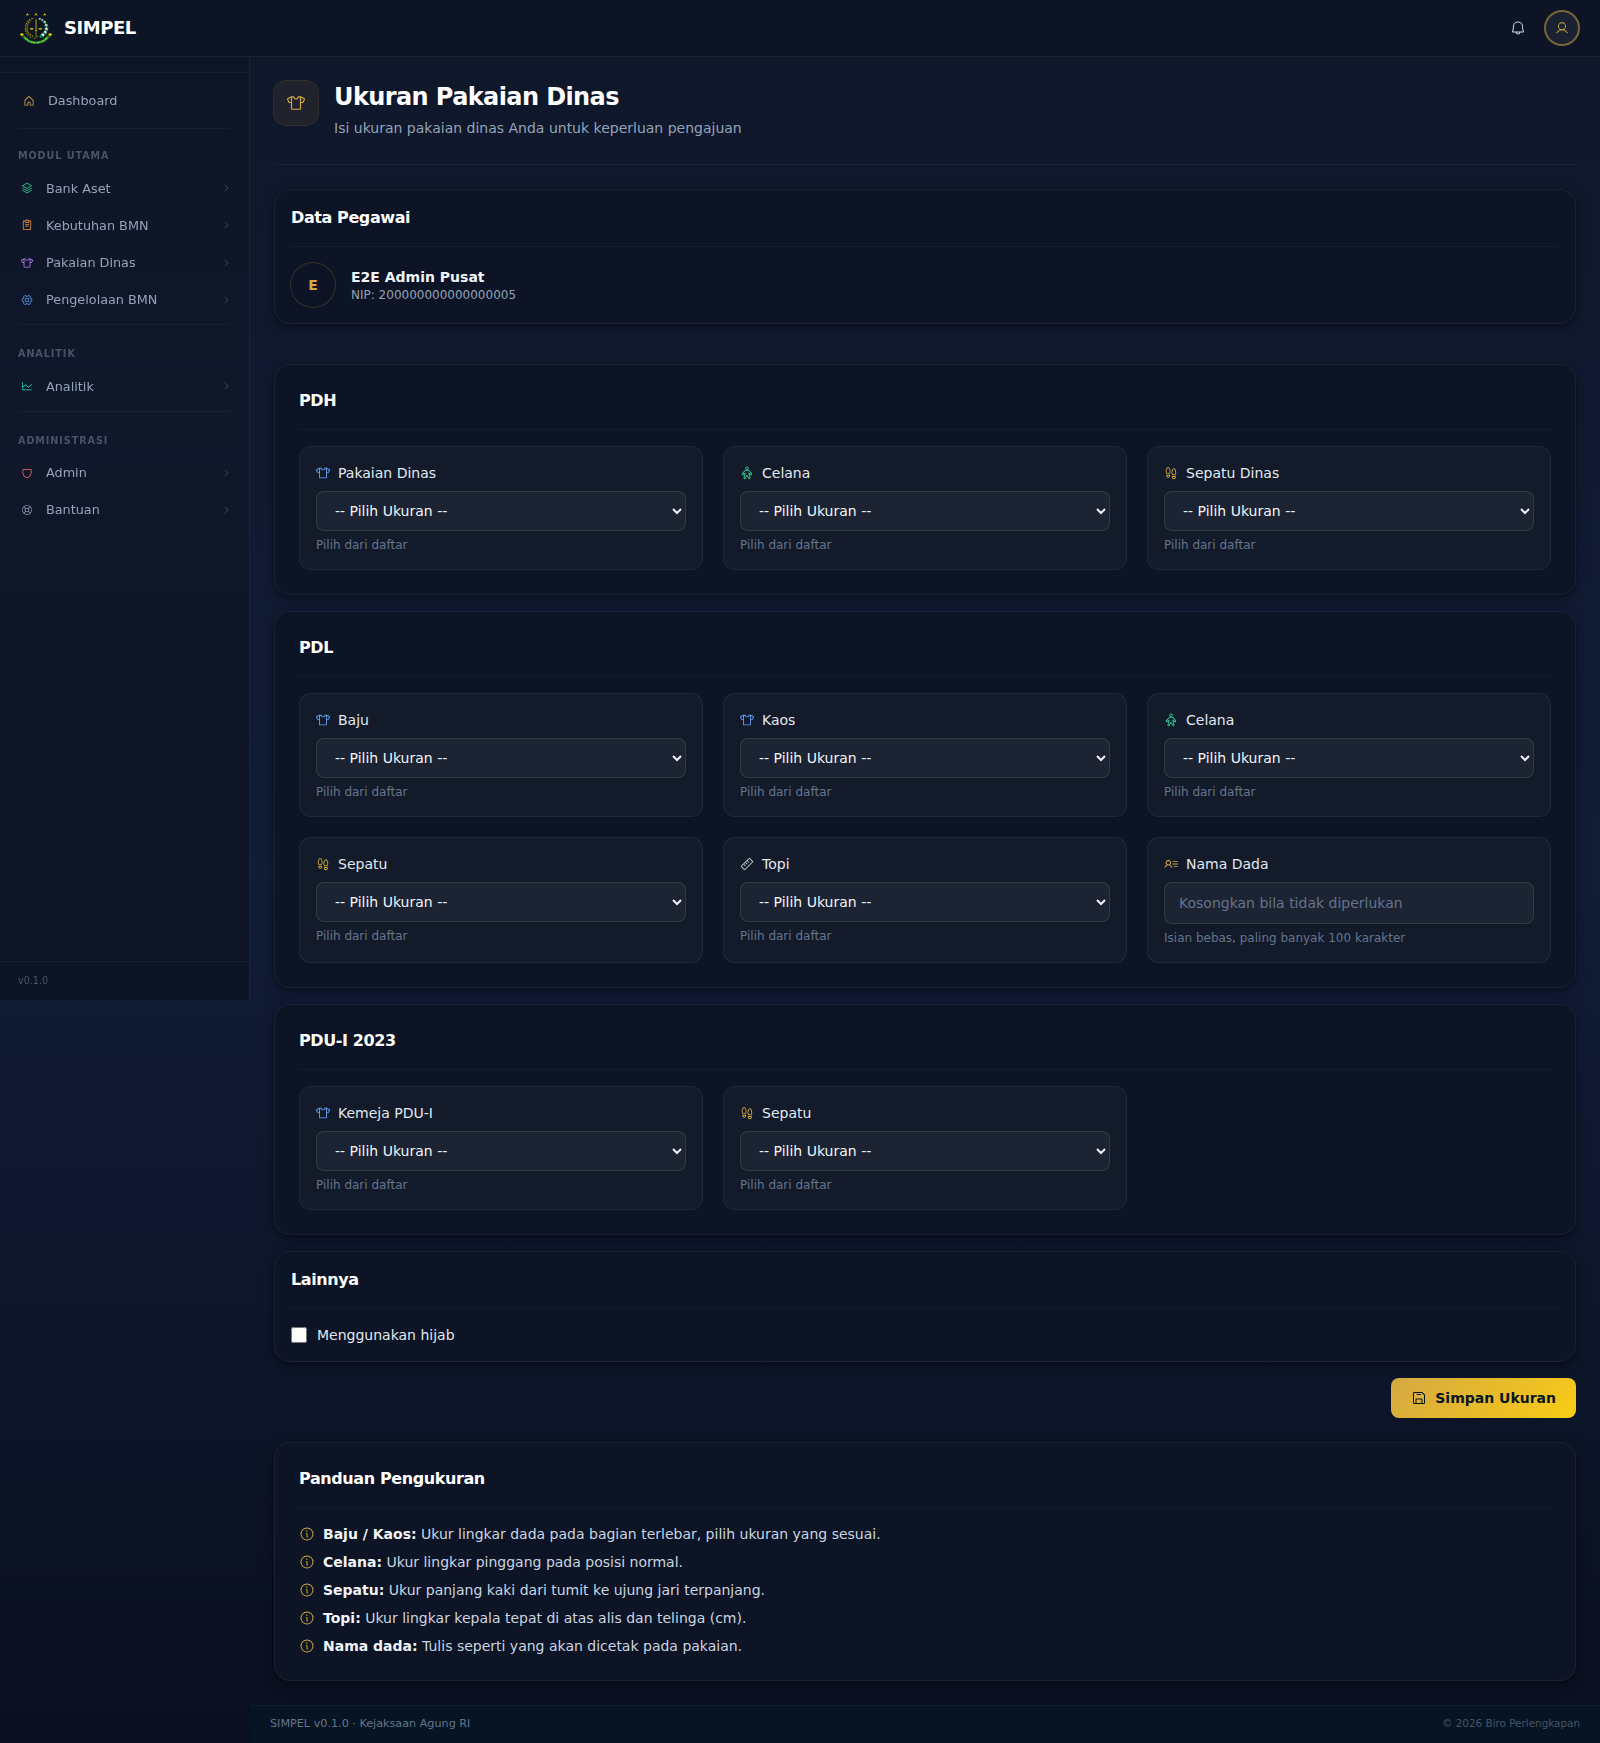 SIMPEL
Dashboard
MODUL UTAMA
Bank Aset
Kebutuhan BMN
Pakaian Dinas
Pengelolaan BMN
ANALITIK
Analitik
ADMINISTRASI
Admin
Bantuan
v0.1.0
Ukuran Pakaian Dinas
Isi ukuran pakaian dinas Anda untuk keperluan pengajuan
Data Pegawai
E
E2E Admin Pusat
NIP: 200000000000000005
PDH
Pakaian Dinas
-- Pilih Ukuran --
Pilih dari daftar
Celana
-- Pilih Ukuran --
Pilih dari daftar
Sepatu Dinas
-- Pilih Ukuran --
Pilih dari daftar
PDL
Baju
-- Pilih Ukuran --
Pilih dari daftar
Kaos
-- Pilih Ukuran --
Pilih dari daftar
Celana
-- Pilih Ukuran --
Pilih dari daftar
Sepatu
-- Pilih Ukuran --
Pilih dari daftar
Topi
-- Pilih Ukuran --
Pilih dari daftar
Nama Dada
Kosongkan bila tidak diperlukan
Isian bebas, paling banyak 100 karakter
PDU-I 2023
Kemeja PDU-I
-- Pilih Ukuran --
Pilih dari daftar
Sepatu
-- Pilih Ukuran --
Pilih dari daftar
Lainnya
Menggunakan hijab
Simpan Ukuran
Panduan Pengukuran
Baju / Kaos: Ukur lingkar dada pada bagian terlebar, pilih ukuran yang sesuai.
Celana: Ukur lingkar pinggang pada posisi normal.
Sepatu: Ukur panjang kaki dari tumit ke ujung jari terpanjang.
Topi: Ukur lingkar kepala tepat di atas alis dan telinga (cm).
Nama dada: Tulis seperti yang akan dicetak pada pakaian.
SIMPEL v0.1.0 · Kejaksaan Agung RI
© 2026 Biro Perlengkapan